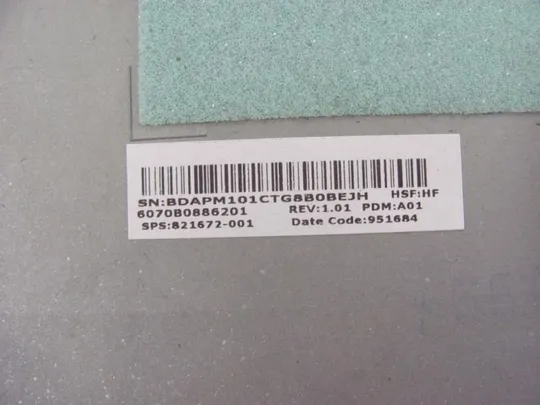 SN:BDAPM101CTG8B0BEJH HSF:HF
6070B0886201 REV:1.01 PDM:A01
SPS:821672-001 Date Code:951684